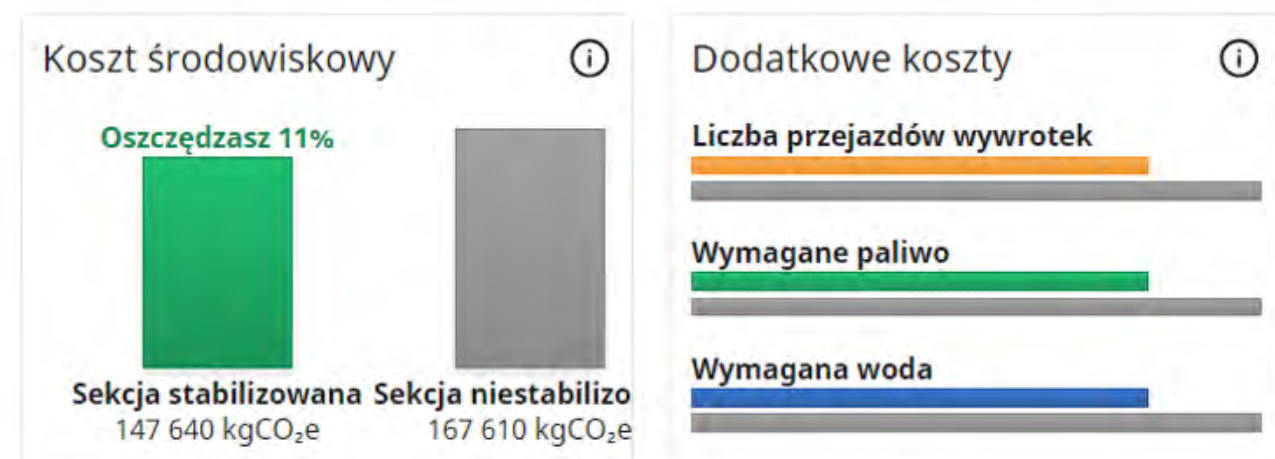 Koszt środowiskowy
Oszczędzasz 11%
Sekcja stabilizowana
147 640 kgCO₂e
Sekcja niestabilizo
167 610 kgCO₂e
Dodatkowe koszty
Liczba przejazdów wywrotek
Wymagane paliwo
Wymagana woda